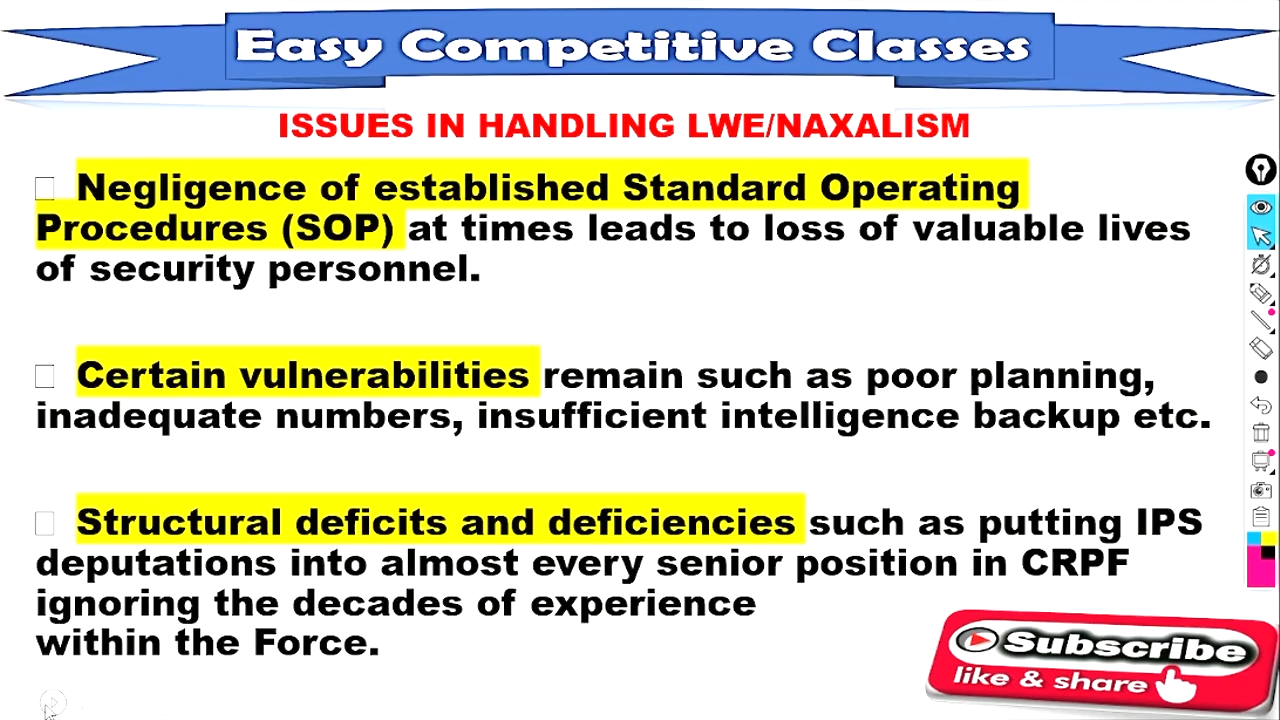 Easy Competitive Classes
ISSUES IN HANDLING LWE/NAXALISM
Negligence of established Standard Operating
Procedures (SOP) at times leads to loss of valuable lives
of security personnel.
Certain vulnerabilities remain such as poor planning,
inadequate numbers, insufficient intelligence backup etc.
Structural deficits and deficiencies such as putting IPS
deputations into almost every senior position in CRPF
ignoring the decades of experience
within the Force.
Subscribe
like & share